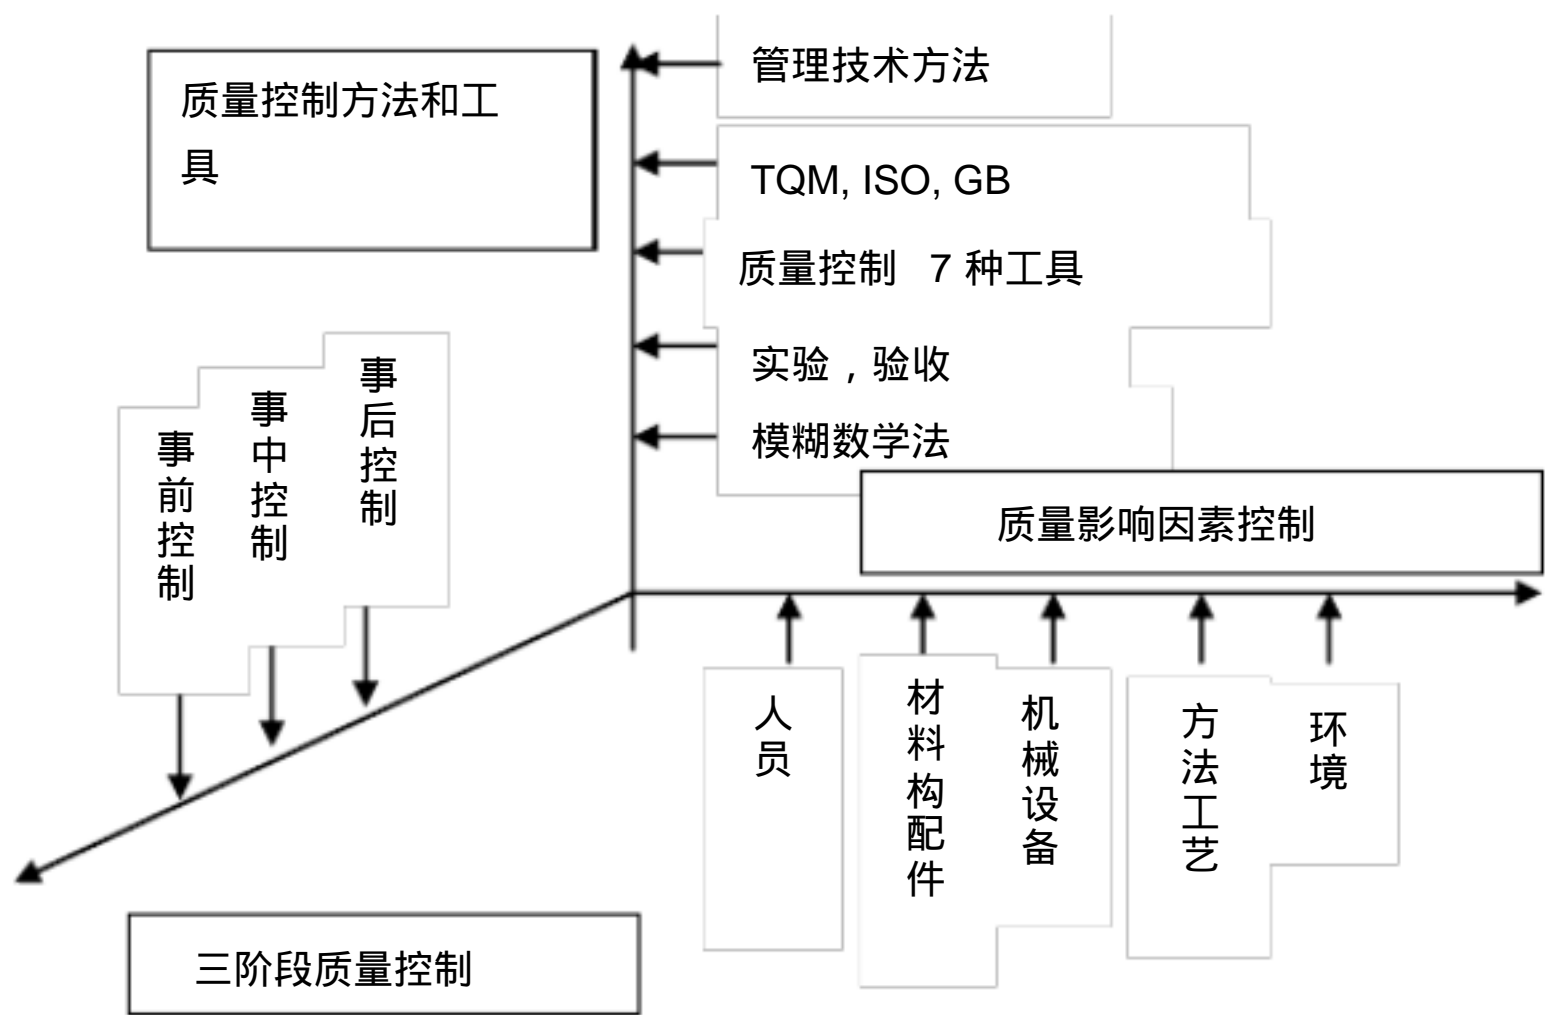 质量控制方法和工
具
管理技术方法
TQM, ISO, GB
质量控制 7 种工具
实验，验收
模糊数学法
质量影响因素控制
事前控制
事中控制
事后控制
人员
材料构配件
机械设备
方法工艺
环境
三阶段质量控制